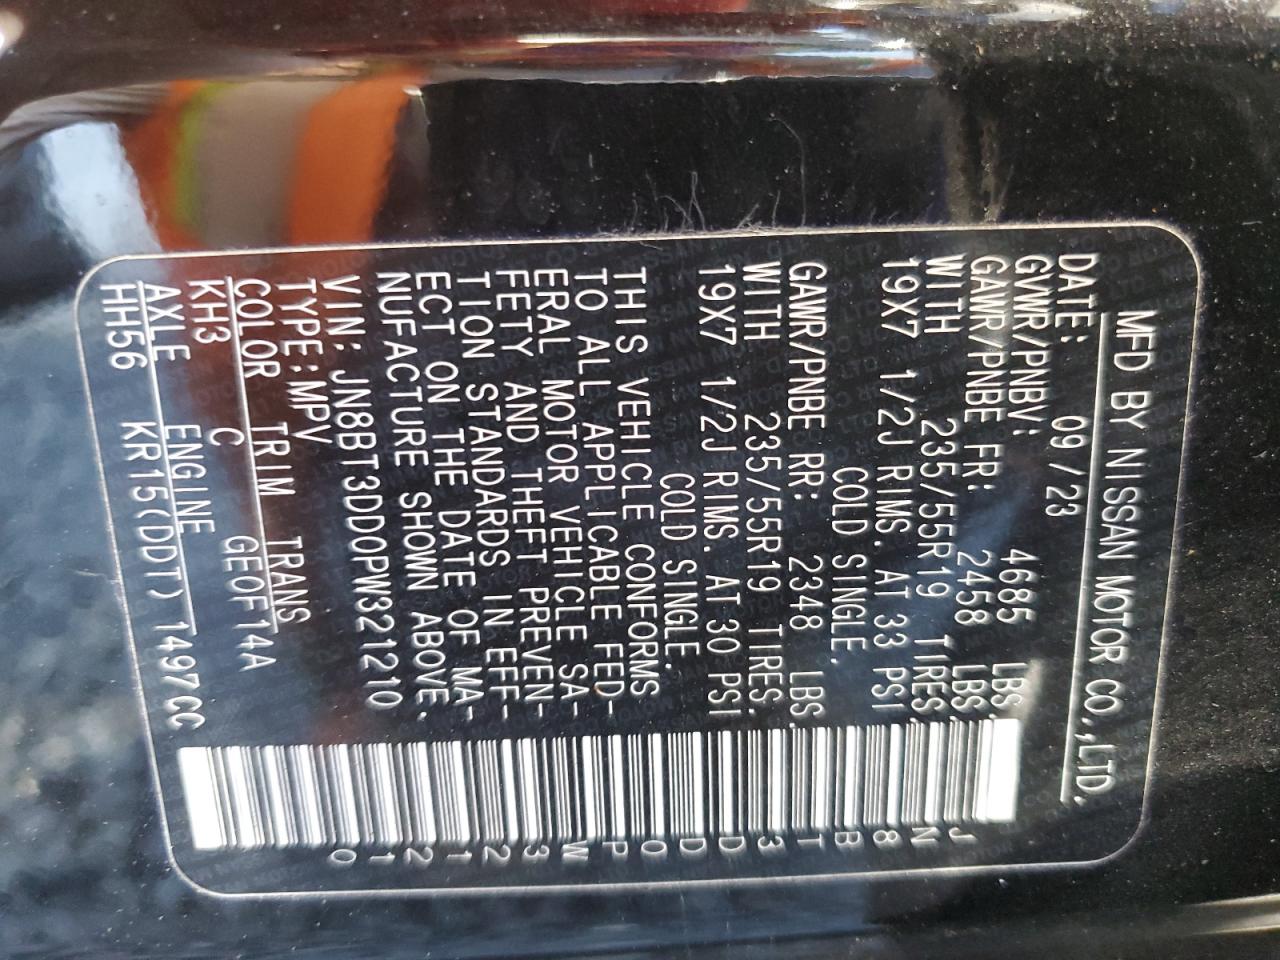 MFD BY NISSAN MOTOR CO.,LTD.
DATE: 09/23
GVWR/PNBV: 4685 LBS.
GAWR/PNBE FR: 2458 LBS.
WITH 235/55R19 TIRES,
19X7 1/2J RIMS. AT 33 PSI
COLD SINGLE.
GAWR/PNBE RR: 2348 LBS.
WITH 235/55R19 TIRES.
19X7 1/2J RIMS. AT 30 PSI
COLD SINGLE.
THIS VEHICLE CONFORMS
TO ALL APPLICABLE FED-
ERAL MOTOR VEHICLE SA-
FETY AND THEFT PREVEN-
TION STANDARDS IN EFF-
ECT ON THE DATE OF MA-
NUFACTURE SHOWN ABOVE.
VIN: JN8BT3DD0PW321210
TYPE:MPV
COLOR TRIM TRANS
KH3 C GE0F14A
AXLE ENGINE
HH56 KR15(DDT) 1497CC
JN8BT3DD0PW321210